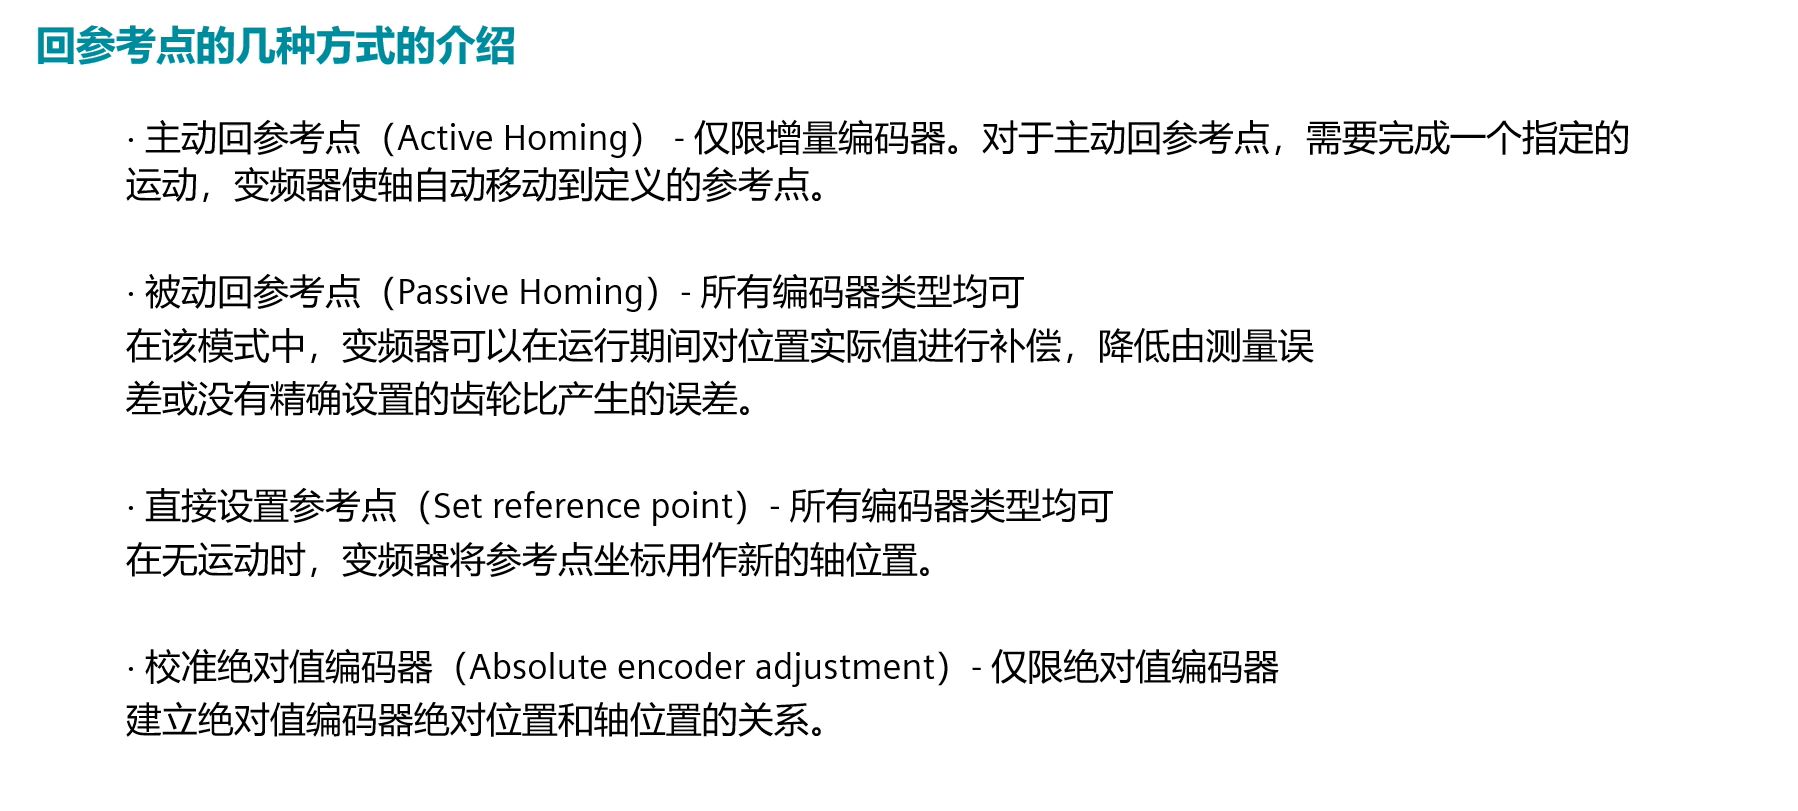 回参考点的几种方式的介绍
· 主动回参考点（Active Homing） - 仅限增量编码器。对于主动回参考点，需要完成一个指定的
运动，变频器使轴自动移动到定义的参考点。
· 被动回参考点（Passive Homing）- 所有编码器类型均可
在该模式中，变频器可以在运行期间对位置实际值进行补偿，降低由测量误
差或没有精确设置的齿轮比产生的误差。
· 直接设置参考点（Set reference point）- 所有编码器类型均可
在无运动时，变频器将参考点坐标用作新的轴位置。
· 校准绝对值编码器（Absolute encoder adjustment）- 仅限绝对值编码器
建立绝对值编码器绝对位置和轴位置的关系。